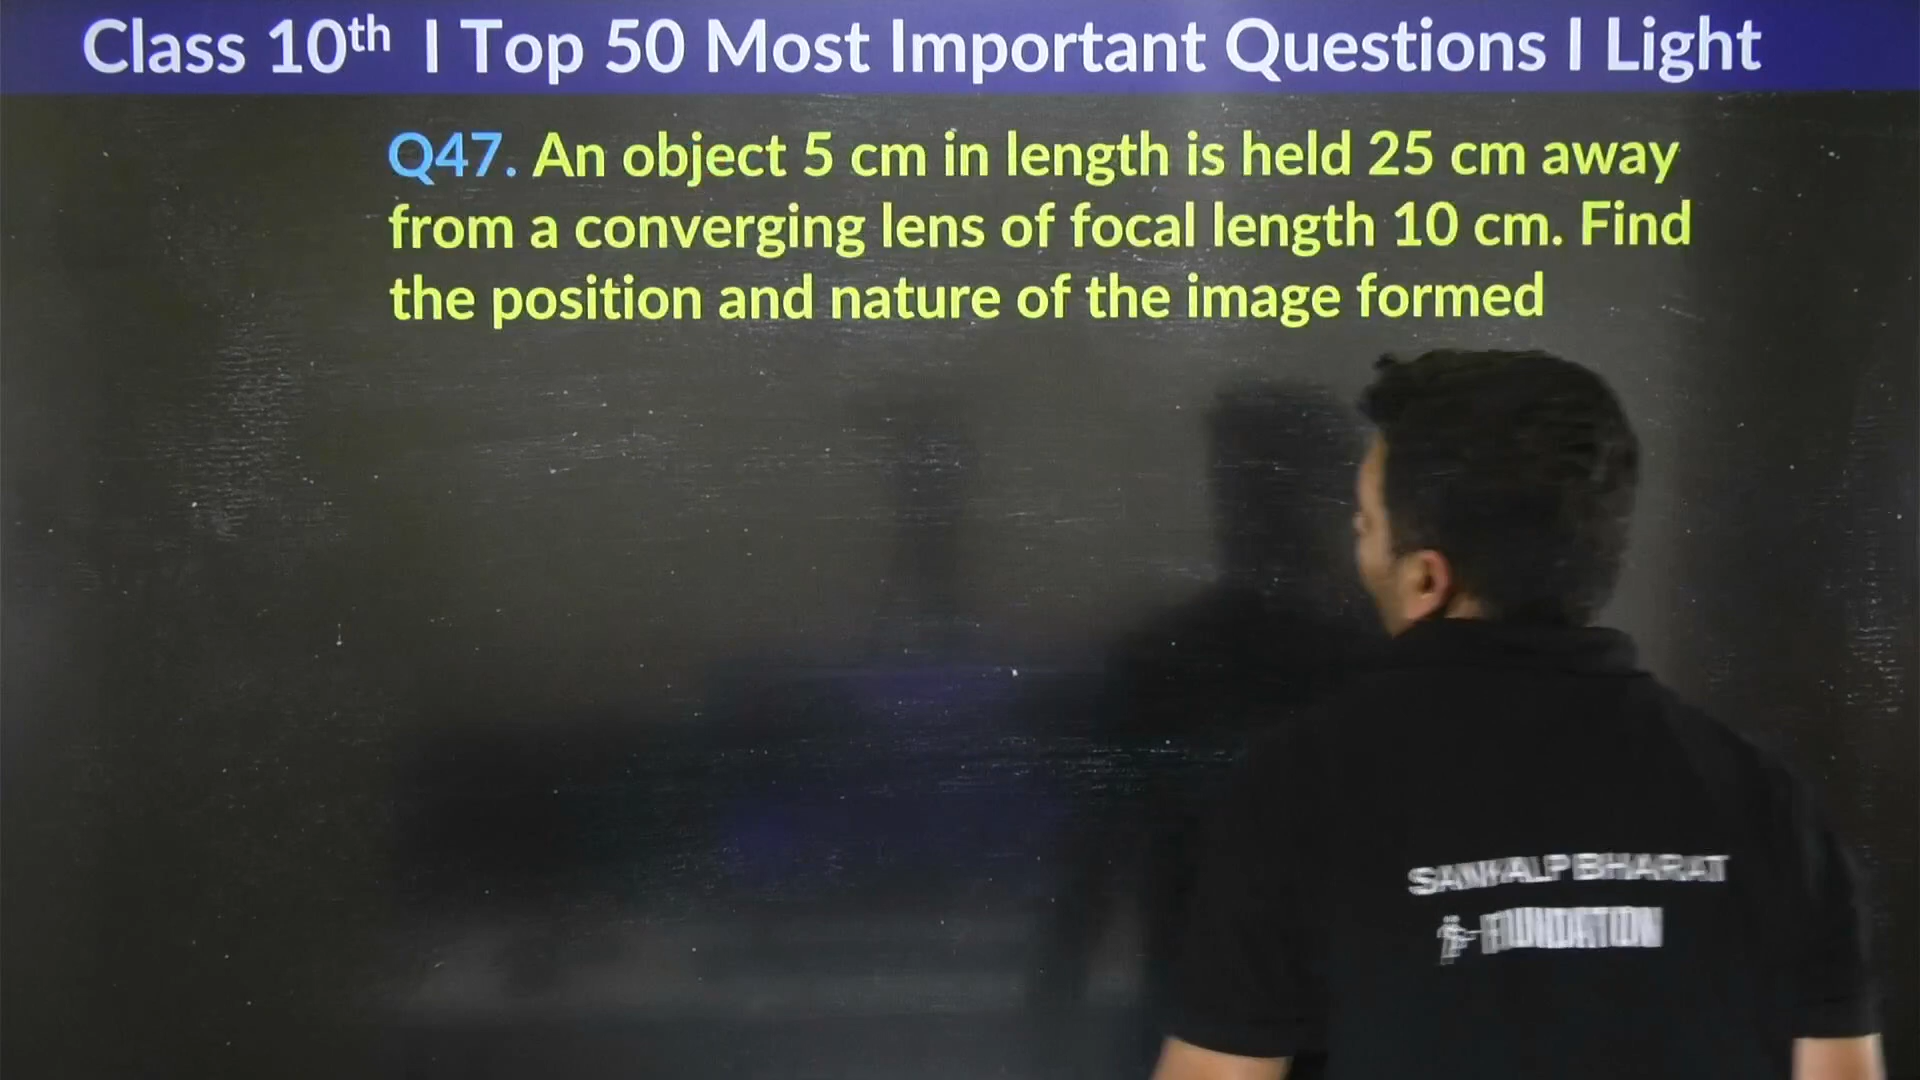 Class 10th I Top 50 Most Important Questions I Light
Q47. An object 5 cm in length is held 25 cm away
from a converging lens of focal length 10 cm. Find
the position and nature of the image formed
SANKALP BHARAT
FOUNDATION